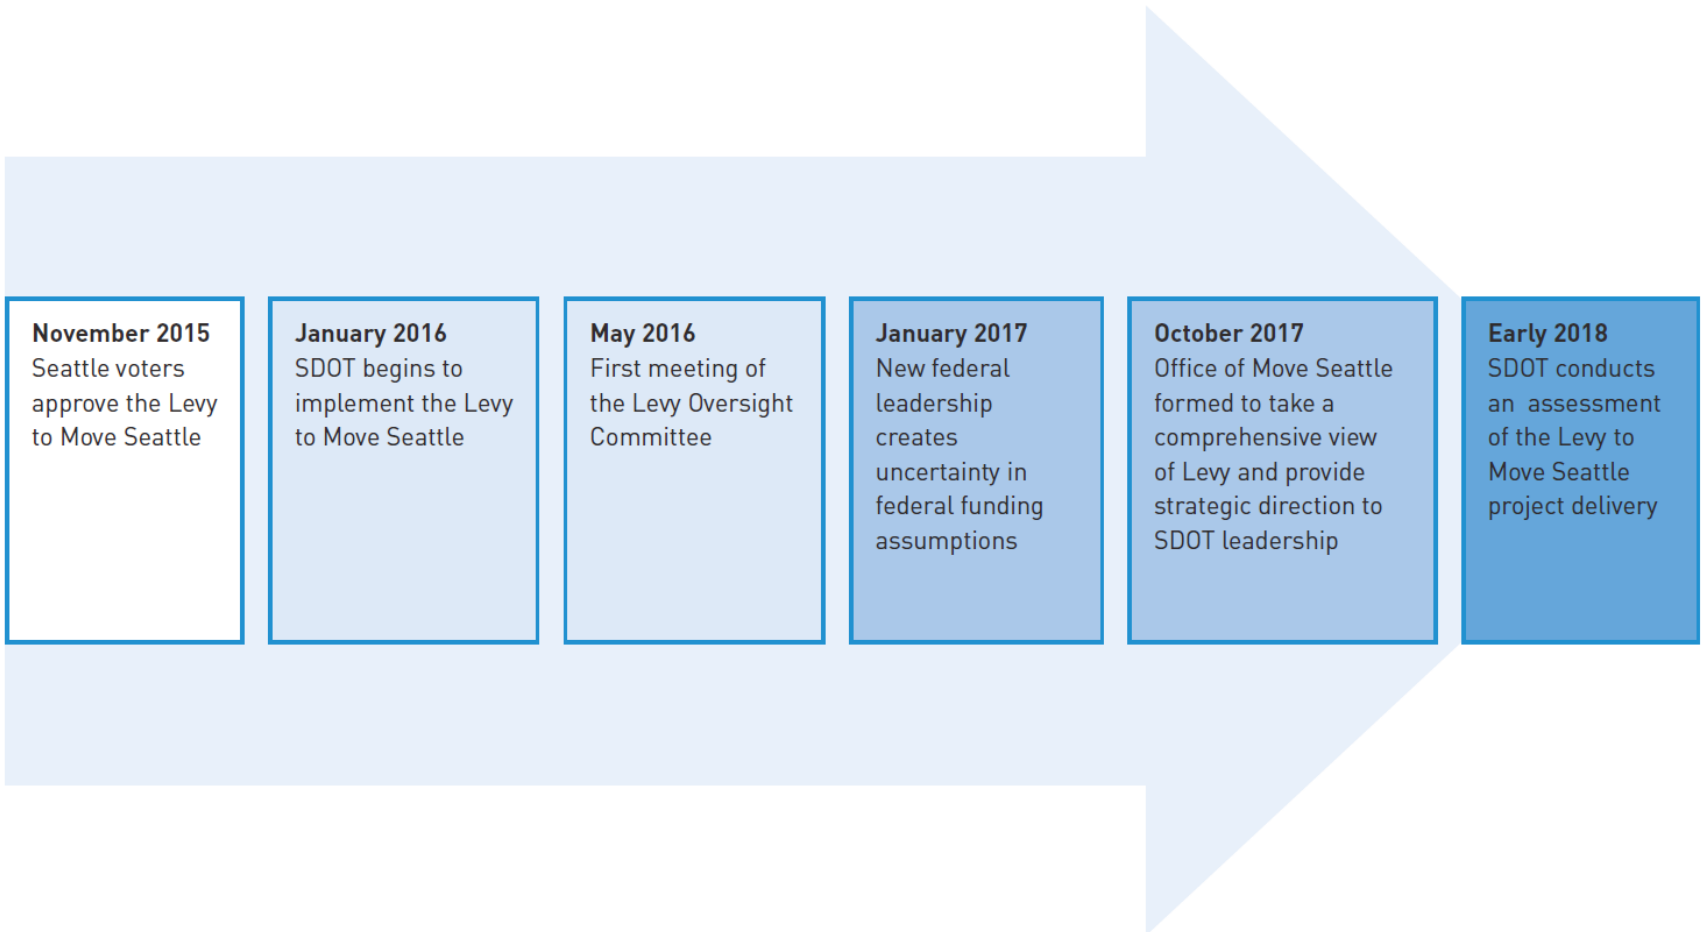 November 2015
Seattle voters
approve the Levy
to Move Seattle
January 2016
SDOT begins to
implement the Levy
to Move Seattle
May 2016
First meeting of
the Levy Oversight
Committee
January 2017
New federal
leadership
creates
uncertainty in
federal funding
assumptions
October 2017
Office of Move Seattle
formed to take a
comprehensive view
of Levy and provide
strategic direction to
SDOT leadership
Early 2018
SDOT conducts
an assessment
of the Levy to
Move Seattle
project delivery